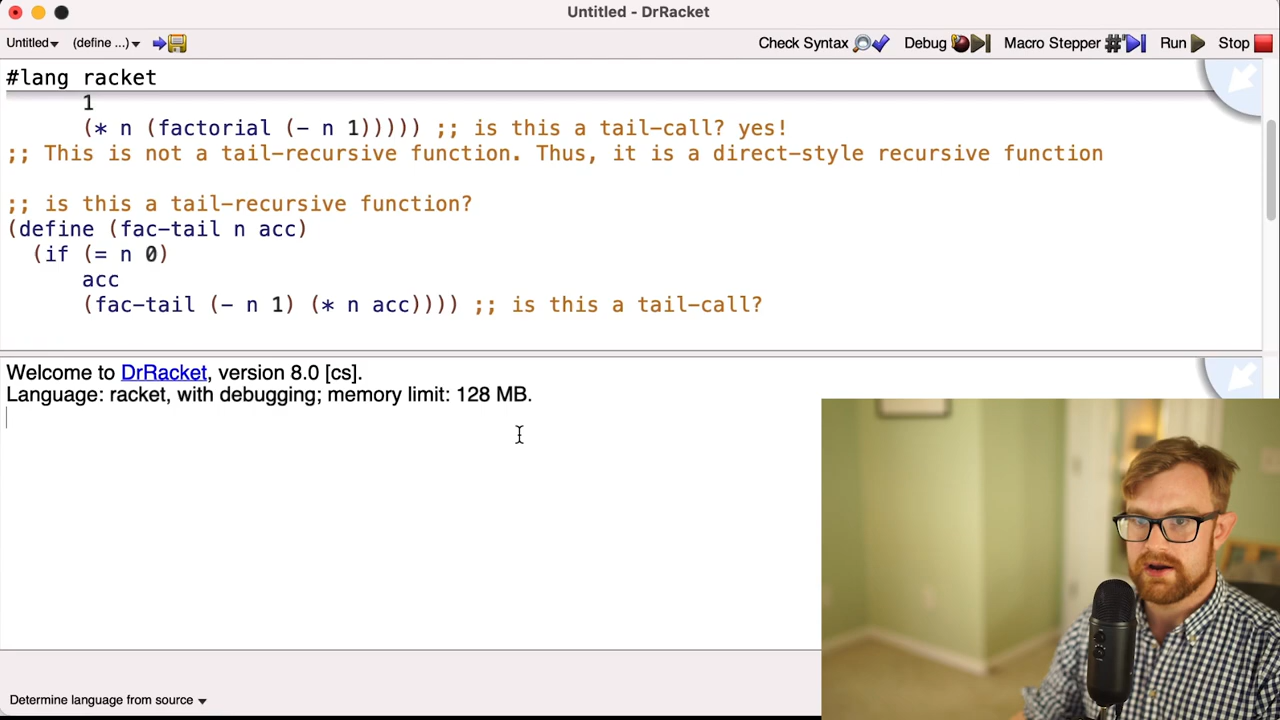 Untitled - DrRacket
Untitled (define ...) Check Syntax Debug Macro Stepper Run Stop
#lang racket
1
(* n (factorial (- n 1))))) ;; is this a tail-call? yes!
;; This is not a tail-recursive function. Thus, it is a direct-style recursive function
;; is this a tail-recursive function?
(define (fac-tail n acc)
(if (= n 0)
acc
(fac-tail (- n 1) (* n acc)))) ;; is this a tail-call?
Welcome to DrRacket, version 8.0 [cs].
Language: racket, with debugging; memory limit: 128 MB.
Determine language from source